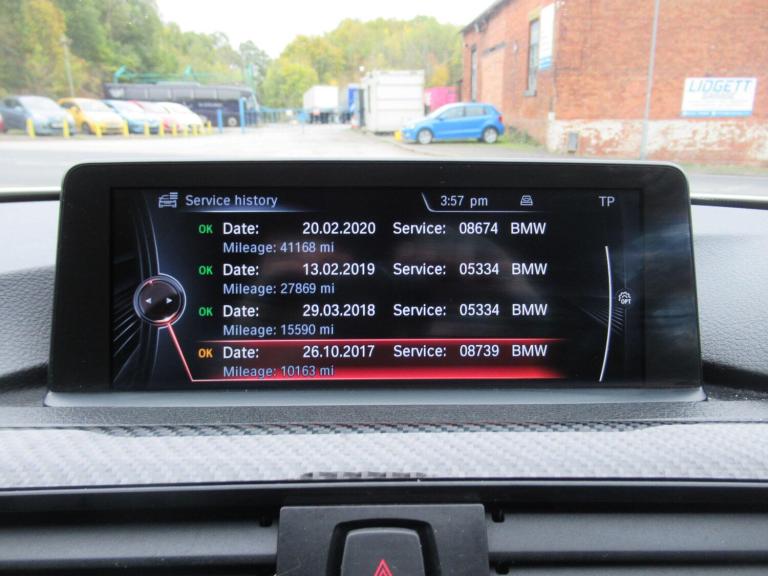 Service history 3:57 pm TP
OK Date: 20.02.2020 Service: 08674 BMW
Mileage: 41168 mi
OK Date: 13.02.2019 Service: 05334 BMW
Mileage: 27869 mi
OK Date: 29.03.2018 Service: 05334 BMW
Mileage: 15590 mi
OK Date: 26.10.2017 Service: 08739 BMW
Mileage: 10163 mi
OPT
LIDGETT